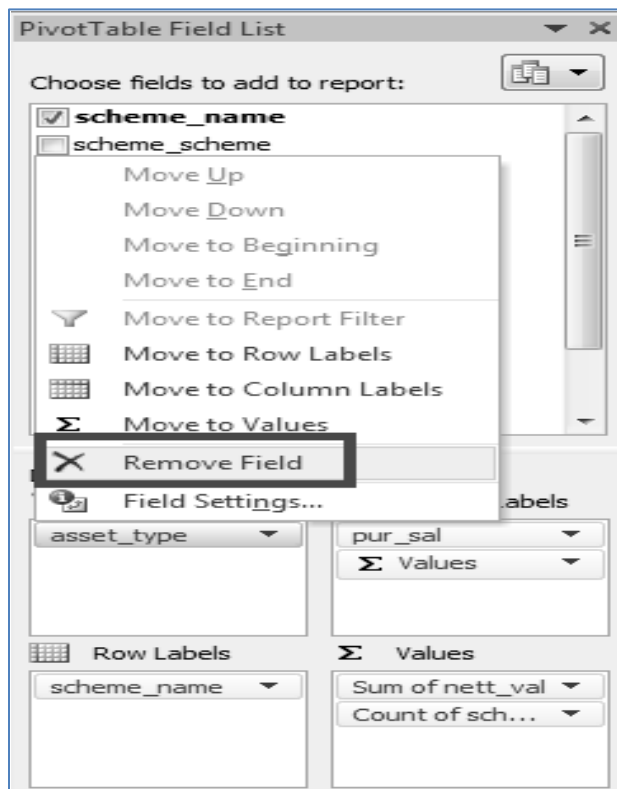 PivotTable Field List
Choose fields to add to report:
scheme_name
scheme_scheme
Move Up
Move Down
Move to Beginning
Move to End
Move to Report Filter
Move to Row Labels
Move to Column Labels
Σ Move to Values
Remove Field
Field Settings...
abels
asset_type
pur_sal
Σ Values
Row Labels
Σ Values
scheme_name
Sum of nett_val
Count of sch...